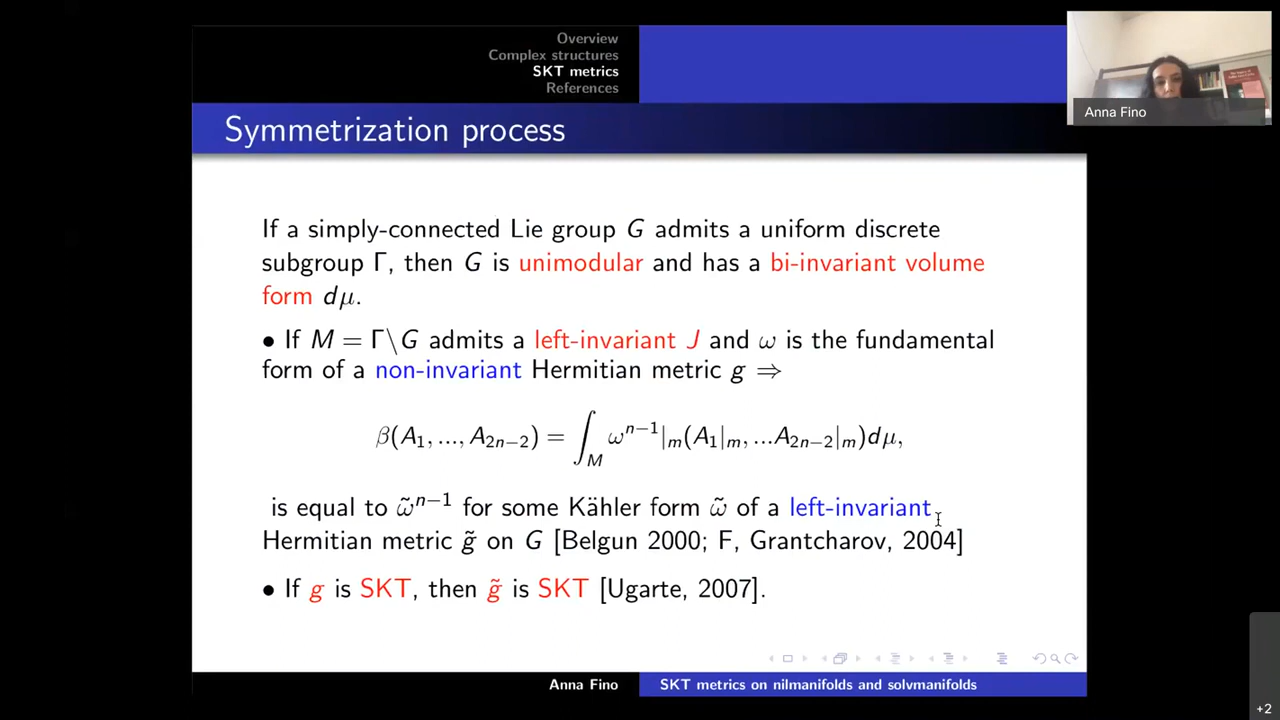 Overview
Complex structures
SKT metrics
References
Anna Fino
Symmetrization process
If a simply-connected Lie group G admits a uniform discrete
subgroup Γ, then G is unimodular and has a bi-invariant volume
form dμ.
• If M = Γ\G admits a left-invariant J and ω is the fundamental
form of a non-invariant Hermitian metric g ⇒
β(A₁, ..., A₂ₙ₋₂) = ∫_M ωⁿ⁻¹|ₘ(A₁|ₘ, ...A₂ₙ₋₂|ₘ)dμ,
is equal to ω̃ⁿ⁻¹ for some Kähler form ω̃ of a left-invariant
Hermitian metric g̃ on G [Belgun 2000; F, Grantcharov, 2004]
• If g is SKT, then g̃ is SKT [Ugarte, 2007].
Anna Fino SKT metrics on nilmanifolds and solvmanifolds
+2